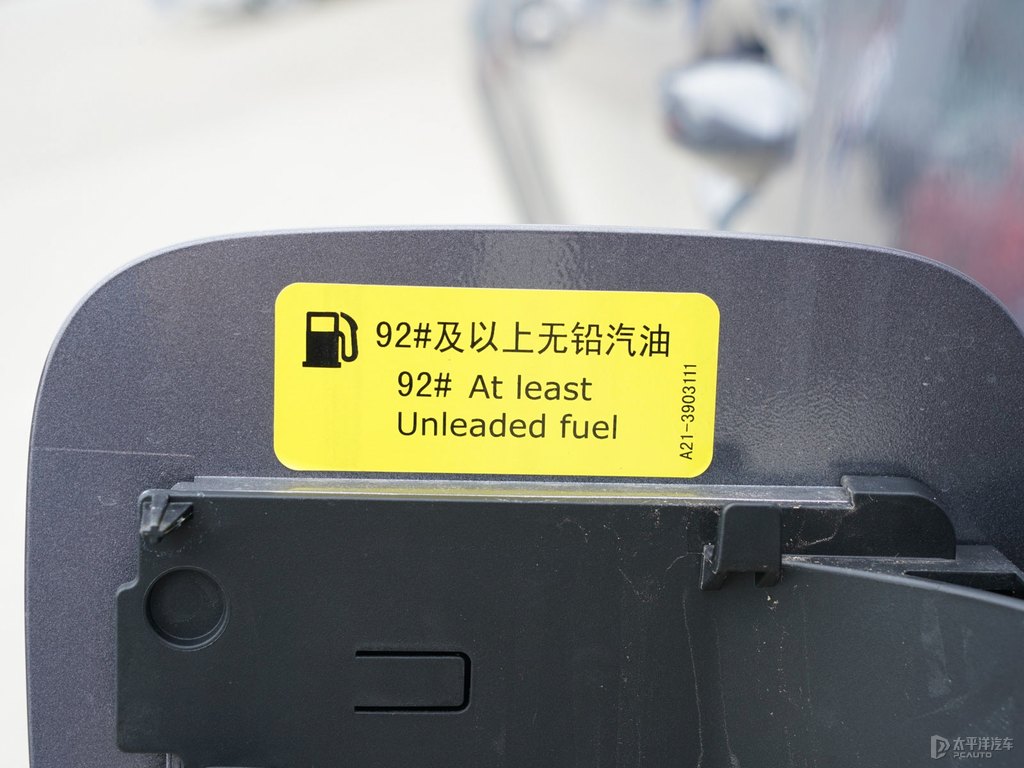 92#及以上无铅汽油
92# At least
Unleaded fuel
A21-3903111
太平洋汽车
PCAUTO